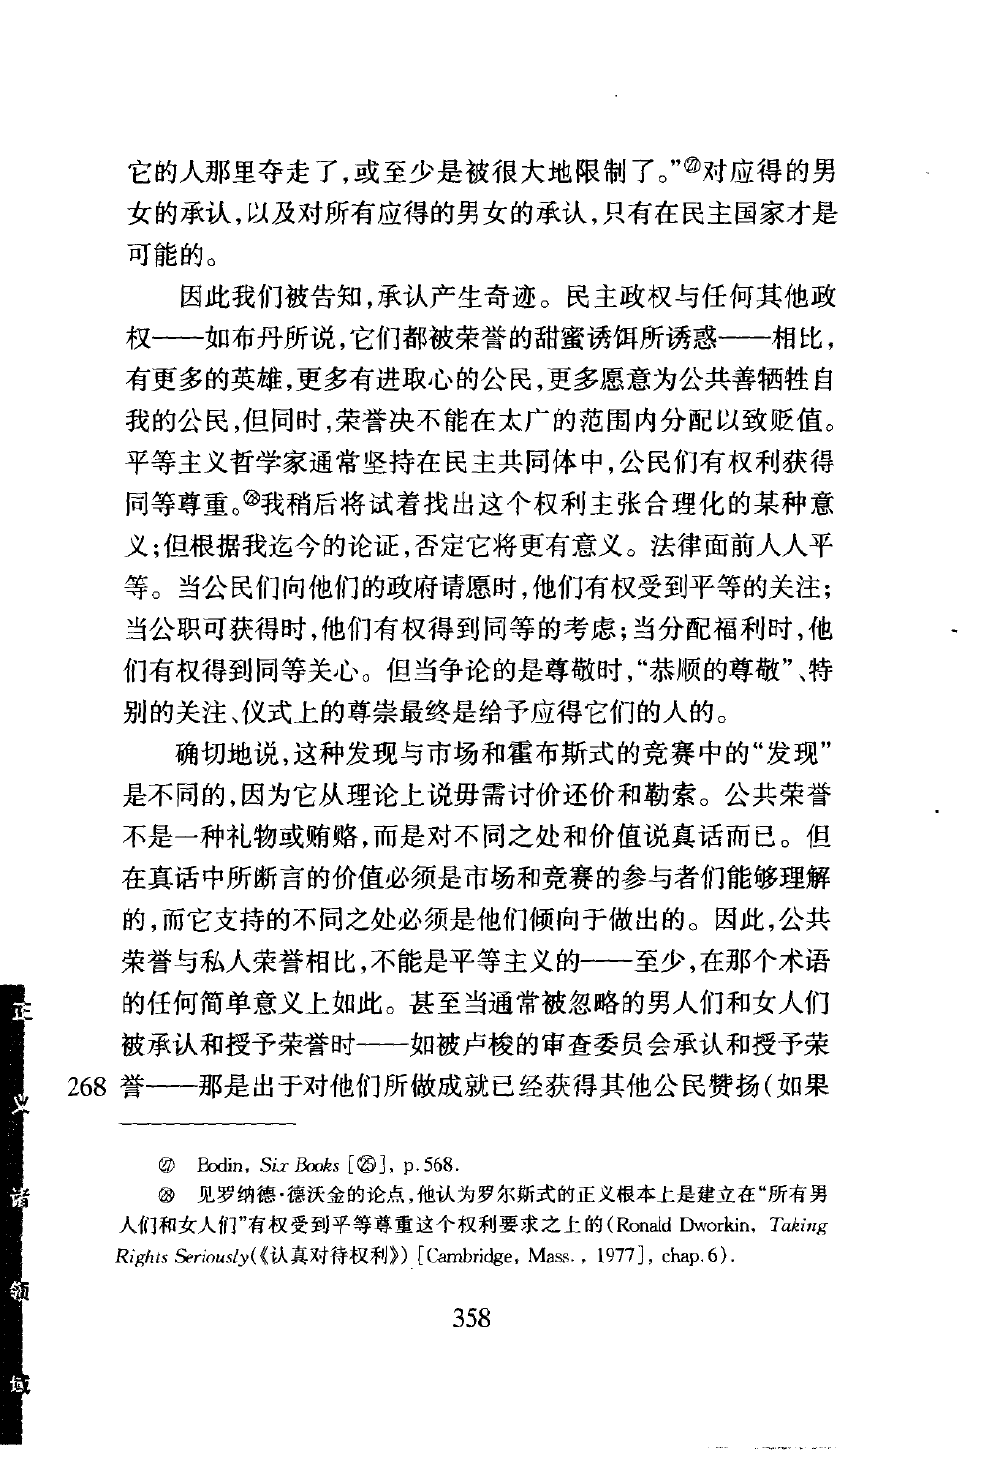 它的人那里夺走了,或至少是被很大地限制了。”㉗对应得的男
女的承认,以及对所有应得的男女的承认,只有在民主国家才是
可能的。
因此我们被告知,承认产生奇迹。民主政权与任何其他政
权——如布丹所说,它们都被荣誉的甜蜜诱饵所诱惑——相比,
有更多的英雄,更多有进取心的公民,更多愿意为公共善牺牲自
我的公民,但同时,荣誉决不能在太广的范围内分配以致贬值。
平等主义哲学家通常坚持在民主共同体中,公民们有权利获得
同等尊重。㉘我稍后将试着找出这个权利主张合理化的某种意
义;但根据我迄今的论证,否定它将更有意义。法律面前人人平
等。当公民们向他们的政府请愿时,他们有权受到平等的关注;
当公职可获得时,他们有权得到同等的考虑;当分配福利时,他
们有权得到同等关心。但当争论的是尊敬时,“恭顺的尊敬”、特
别的关注、仪式上的尊崇最终是给予应得它们的人的。
确切地说,这种发现与市场和霍布斯式的竞赛中的“发现”
是不同的,因为它从理论上说毋需讨价还价和勒索。公共荣誉
不是一种礼物或贿赂,而是对不同之处和价值说真话而已。但
在真话中所断言的价值必须是市场和竞赛的参与者们能够理解
的,而它支持的不同之处必须是他们倾向于做出的。因此,公共
荣誉与私人荣誉相比,不能是平等主义的——至少,在那个术语
的任何简单意义上如此。甚至当通常被忽略的男人们和女人们
被承认和授予荣誉时——如被卢梭的审查委员会承认和授予荣
268 誉——那是出于对他们所做成就已经获得其他公民赞扬(如果
㉗ Bodin, Six Books [㉕], p.568.
㉘ 见罗纳德·德沃金的论点,他认为罗尔斯式的正义根本上是建立在“所有男
人们和女人们”有权受到平等尊重这个权利要求之上的(Ronald Dworkin, Taking
Rights Seriously(《认真对待权利》) [Cambridge, Mass., 1977], chap.6).
358
正义诸领域